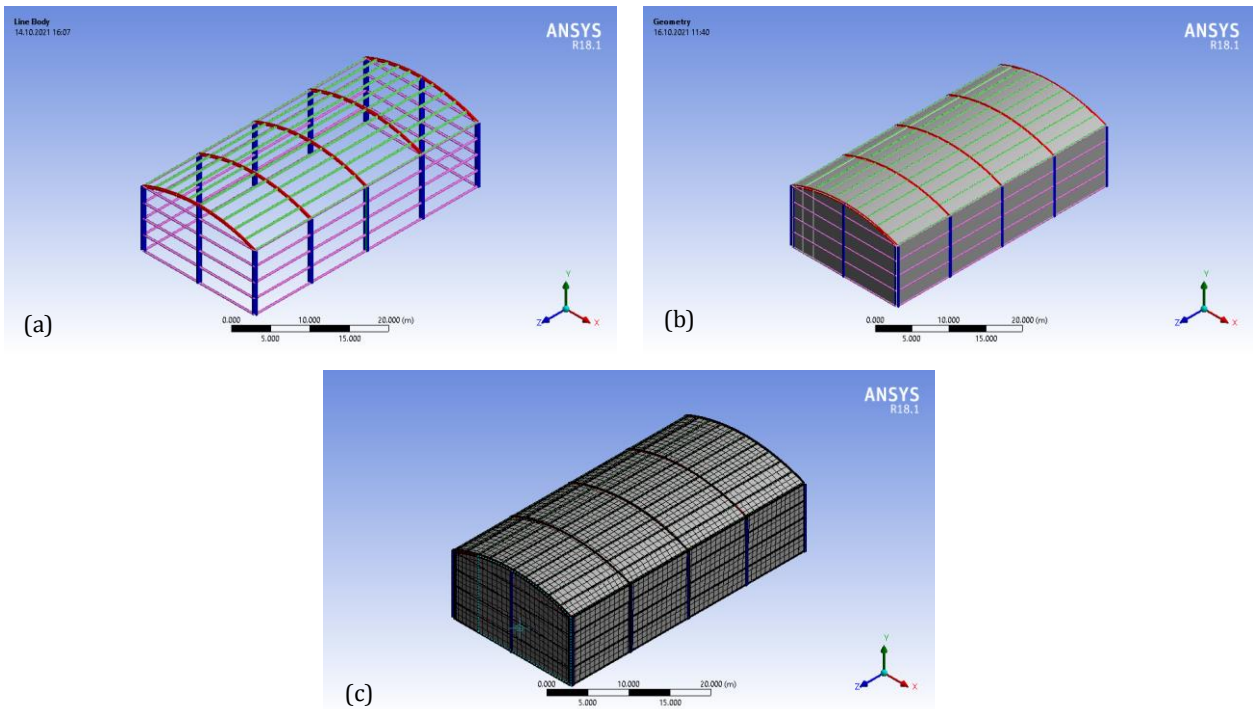 Line Body
14.10.2021 16:07
ANSYS
R18.1
Y
Z
X
0.000 10.000 20.000 (m)
5.000 15.000
(a)
Geometry
16.10.2021 11:40
ANSYS
R18.1
Y
Z
X
0.000 10.000 20.000 (m)
5.000 15.000
(b)
ANSYS
R18.1
Y
Z
X
0.000 10.000 20.000 (m)
5.000 15.000
(c)